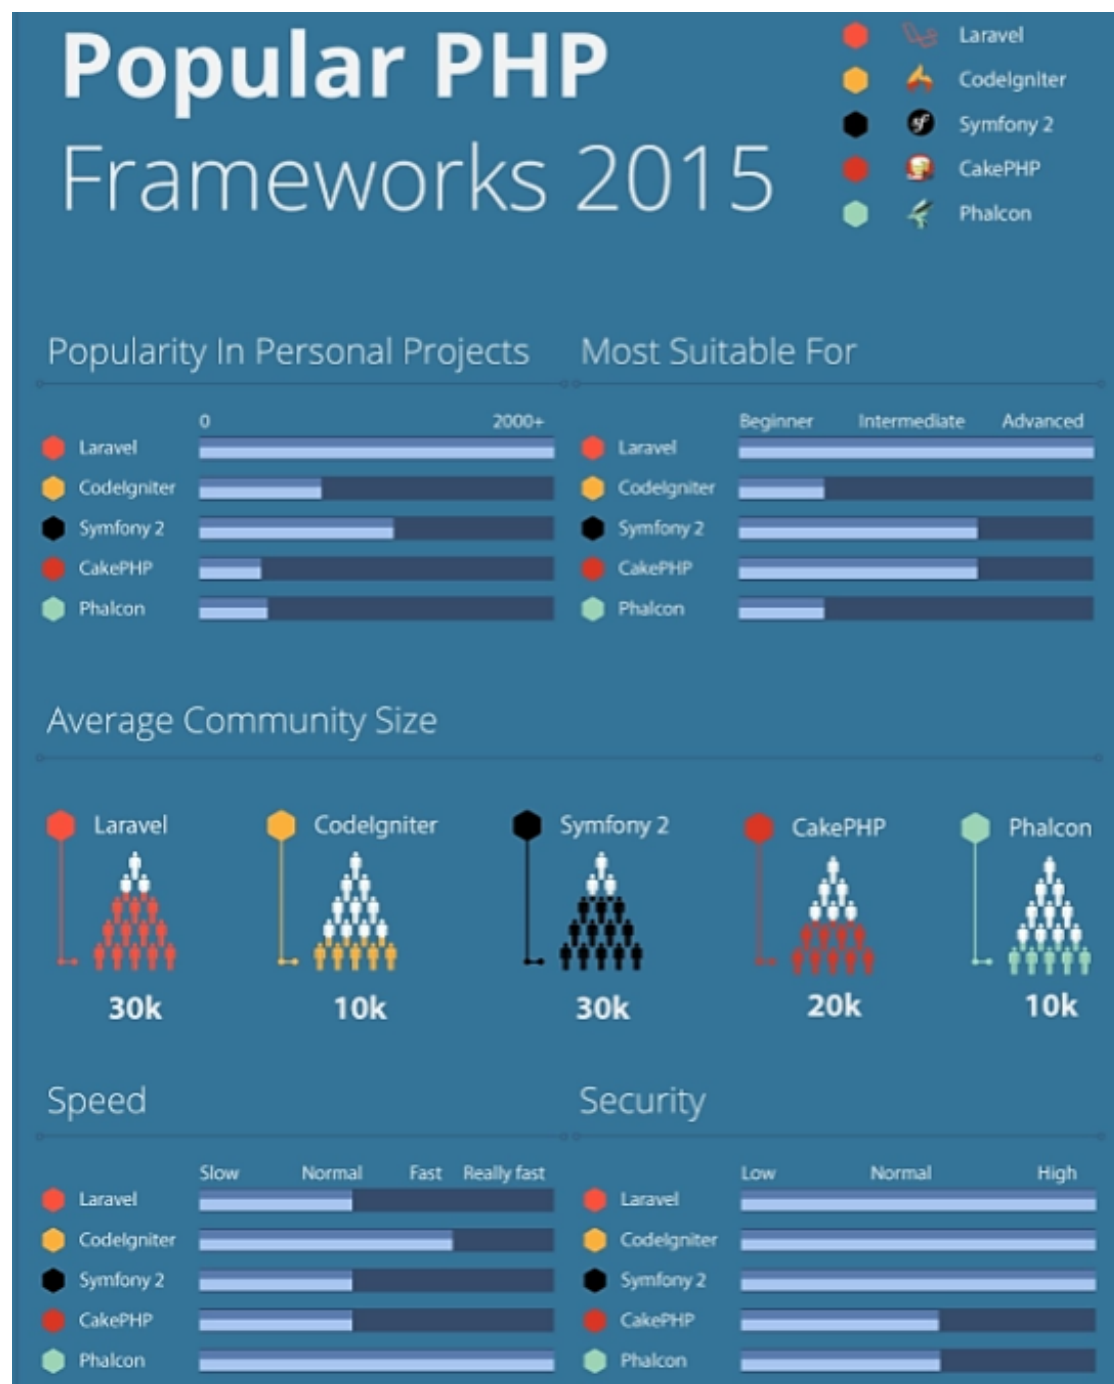 Popular PHP
Frameworks 2015
Laravel
CodeIgniter
sf Symfony 2
CakePHP
Phalcon
Popularity In Personal Projects
0 2000+
Laravel
CodeIgniter
Symfony 2
CakePHP
Phalcon
Most Suitable For
Beginner Intermediate Advanced
Laravel
CodeIgniter
Symfony 2
CakePHP
Phalcon
Average Community Size
Laravel
30k
CodeIgniter
10k
Symfony 2
30k
CakePHP
20k
Phalcon
10k
Speed
Slow Normal Fast Really fast
Laravel
CodeIgniter
Symfony 2
CakePHP
Phalcon
Security
Low Normal High
Laravel
CodeIgniter
Symfony 2
CakePHP
Phalcon